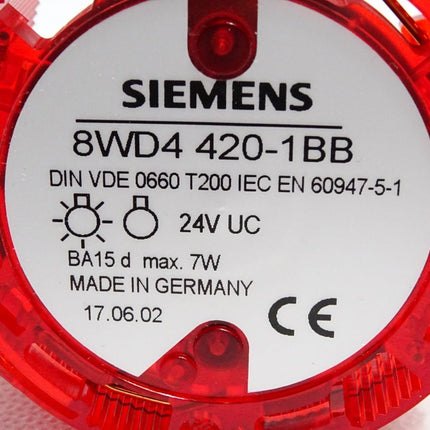 SIEMENS
8WD4 420-1BB
DIN VDE 0660 T200 IEC EN 60947-5-1
24V UC
BA15 d max. 7W
MADE IN GERMANY
17.06.02 CE